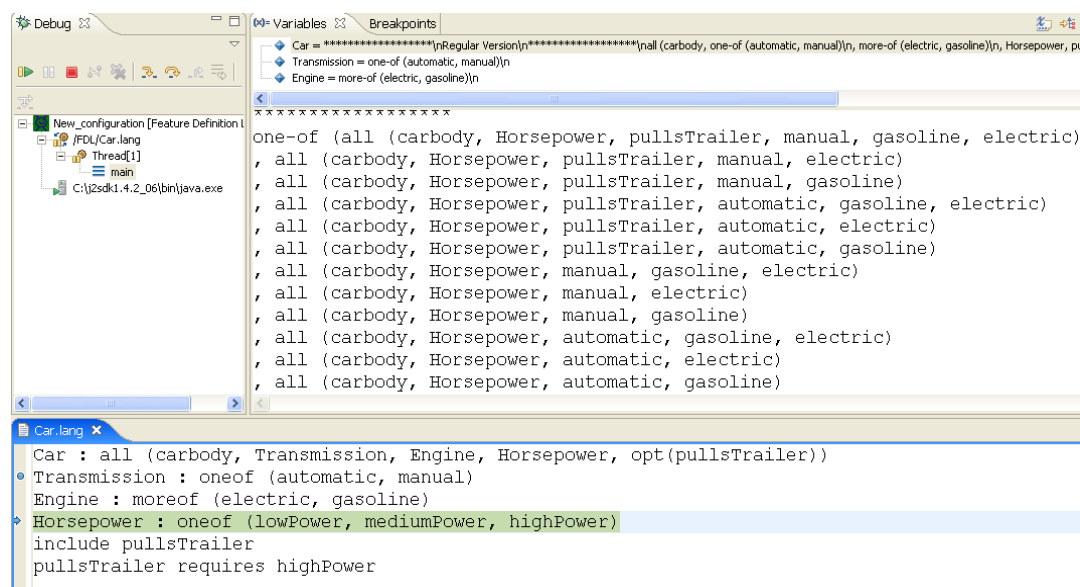 Debug
Variables
Breakpoints
Car = *******************\nRegular Version\n*******************\nall (carbody, one-of (automatic, manual)\n, more-of (electric, gasoline)\n, Horsepower,
Transmission = one-of (automatic, manual)\n
Engine = more-of (electric, gasoline)\n
New_configuration [Feature Definition
/FDL/Car.lang
Thread[1]
main
C:\j2sdk1.4.2_06\bin\java.exe
******************
one-of (all (carbody, Horsepower, pullsTrailer, manual, gasoline, electric)
, all (carbody, Horsepower, pullsTrailer, manual, electric)
, all (carbody, Horsepower, pullsTrailer, manual, gasoline)
, all (carbody, Horsepower, pullsTrailer, automatic, gasoline, electric)
, all (carbody, Horsepower, pullsTrailer, automatic, electric)
, all (carbody, Horsepower, pullsTrailer, automatic, gasoline)
, all (carbody, Horsepower, manual, gasoline, electric)
, all (carbody, Horsepower, manual, electric)
, all (carbody, Horsepower, manual, gasoline)
, all (carbody, Horsepower, automatic, gasoline, electric)
, all (carbody, Horsepower, automatic, electric)
, all (carbody, Horsepower, automatic, gasoline)
Car.lang
Car : all (carbody, Transmission, Engine, Horsepower, opt(pullsTrailer))
Transmission : oneof (automatic, manual)
Engine : moreof (electric, gasoline)
Horsepower : oneof (lowPower, mediumPower, highPower)
include pullsTrailer
pullsTrailer requires highPower